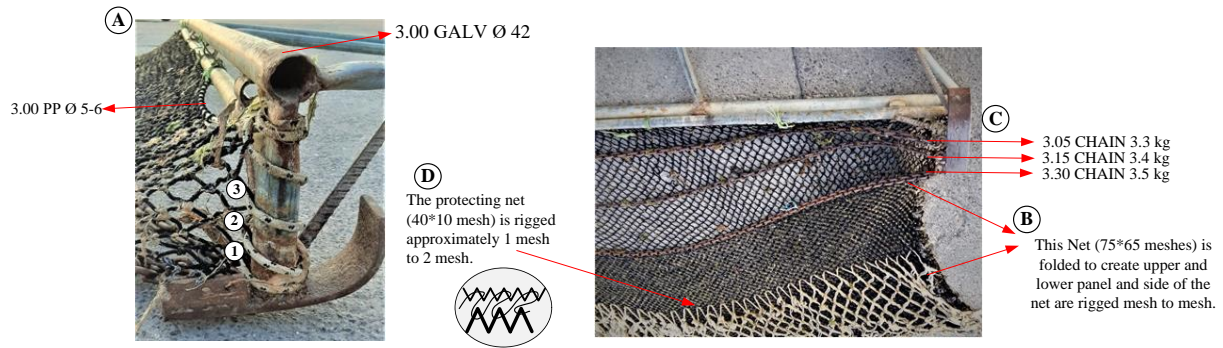 A
3.00 GALV Ø 42
3.00 PP Ø 5-6
3
2
1
D
The protecting net
(40*10 mesh) is rigged
approximately 1 mesh
to 2 mesh.
C
3.05 CHAIN 3.3 kg
3.15 CHAIN 3.4 kg
3.30 CHAIN 3.5 kg
B
This Net (75*65 meshes) is
folded to create upper and
lower panel and side of the
net are rigged mesh to mesh.